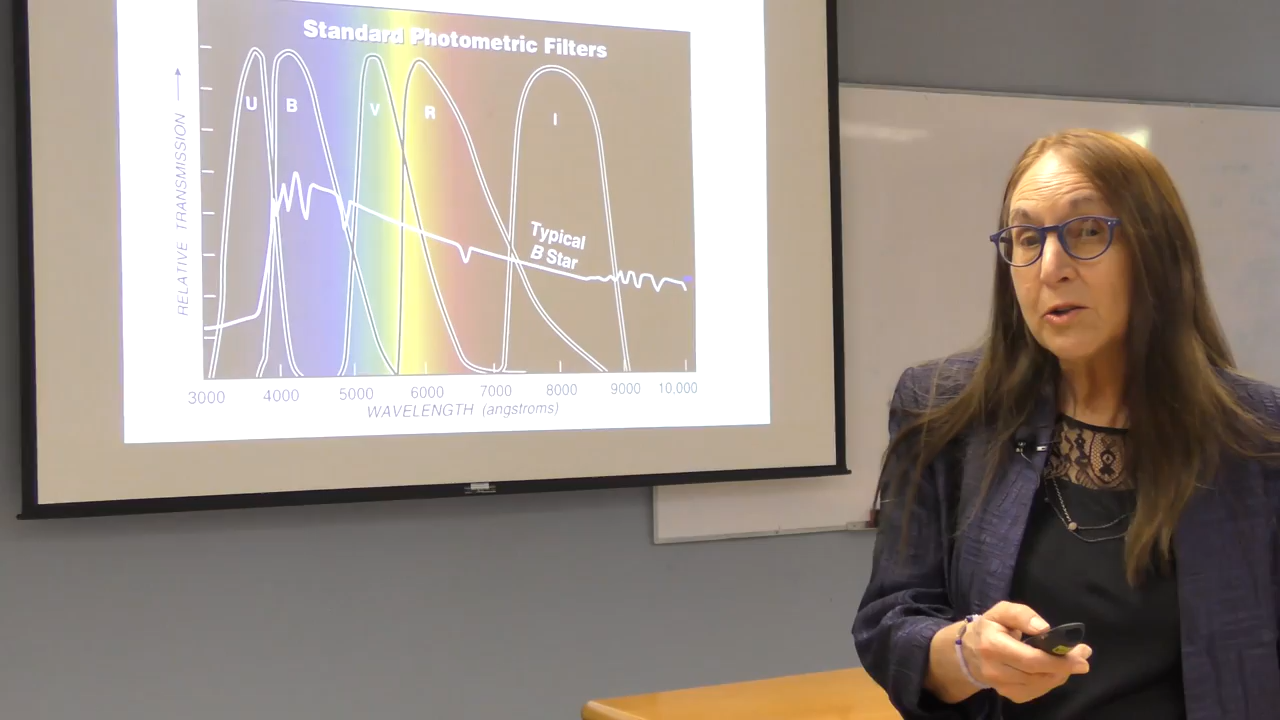 Standard Photometric Filters
U B V R I
RELATIVE TRANSMISSION
Typical
B Star
3000 4000 5000 6000 7000 8000 9000 10,000
WAVELENGTH (angstroms)